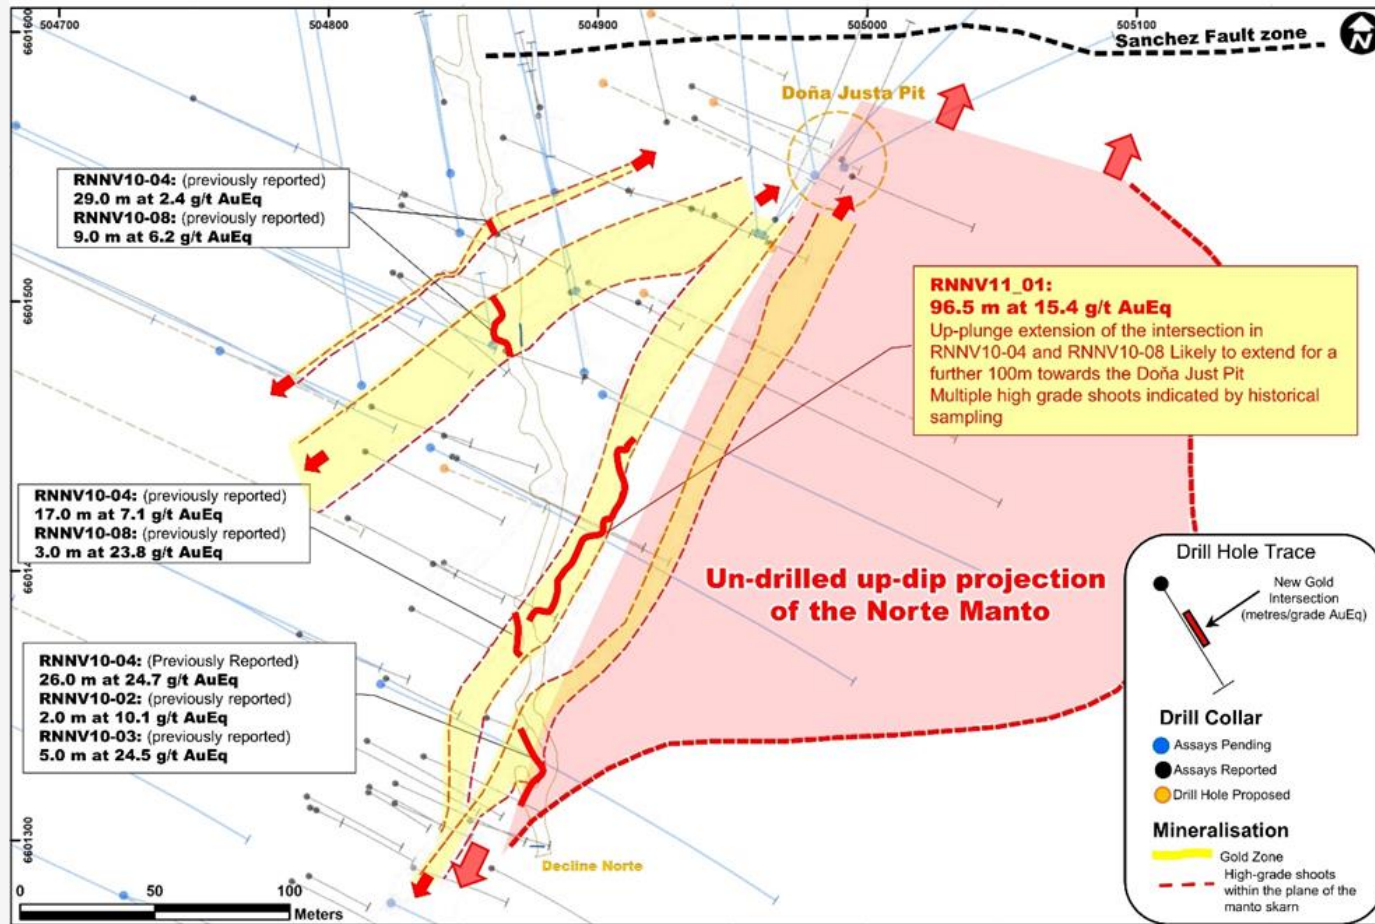 504700 504800 504900 505000 505100
6601600
Sanchez Fault zone
N
Doña Justa Pit
RNNV10-04: (previously reported)
29.0 m at 2.4 g/t AuEq
RNNV10-08: (previously reported)
9.0 m at 6.2 g/t AuEq
6601500
RNNV11_01:
96.5 m at 15.4 g/t AuEq
Up-plunge extension of the intersection in
RNNV10-04 and RNNV10-08 Likely to extend for a
further 100m towards the Doña Just Pit
Multiple high grade shoots indicated by historical
sampling
RNNV10-04: (previously reported)
17.0 m at 7.1 g/t AuEq
RNNV10-08: (previously reported)
3.0 m at 23.8 g/t AuEq
Un-drilled up-dip projection
of the Norte Manto
RNNV10-04: (Previously Reported)
26.0 m at 24.7 g/t AuEq
RNNV10-02: (previously reported)
2.0 m at 10.1 g/t AuEq
RNNV10-03: (previously reported)
5.0 m at 24.5 g/t AuEq
6601300
Decline Norte
0 50 100
Meters
Drill Hole Trace
New Gold
Intersection
(metres/grade AuEq)
Drill Collar
Assays Pending
Assays Reported
Drill Hole Proposed
Mineralisation
Gold Zone
High-grade shoots
within the plane of the
manto skarn